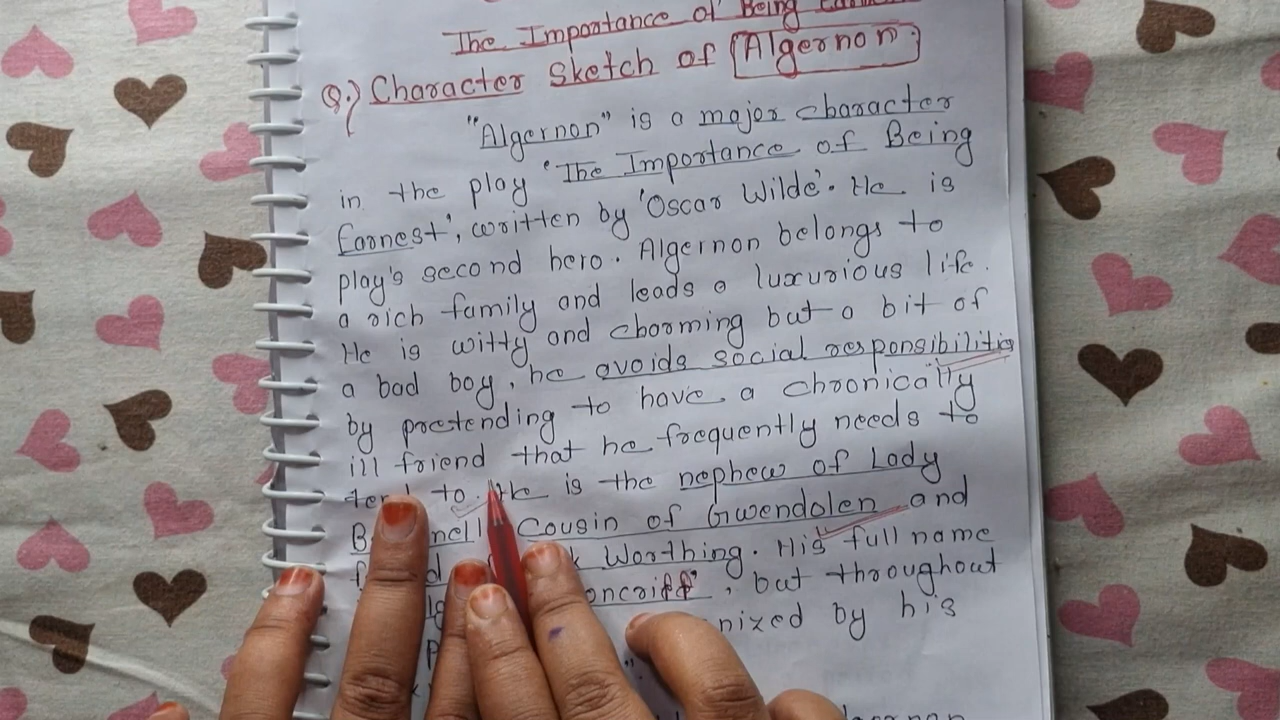 The Importance of Being
Q.) Character Sketch of Algernon.
"Algernon" is a major character
in the play 'The Importance of Being
Earnest', written by 'Oscar Wilde'. He is
play's second hero. Algernon belongs to
a rich family and leads a luxurious life.
He is witty and charming but a bit of
a bad boy, he avoids social responsibilitis
by pretending to have a chronically
ill friend that he frequently needs to
to. He is the nephew of Lady
Cousin of Gwendolen and
Worthing. His full name
, but throughout
by his